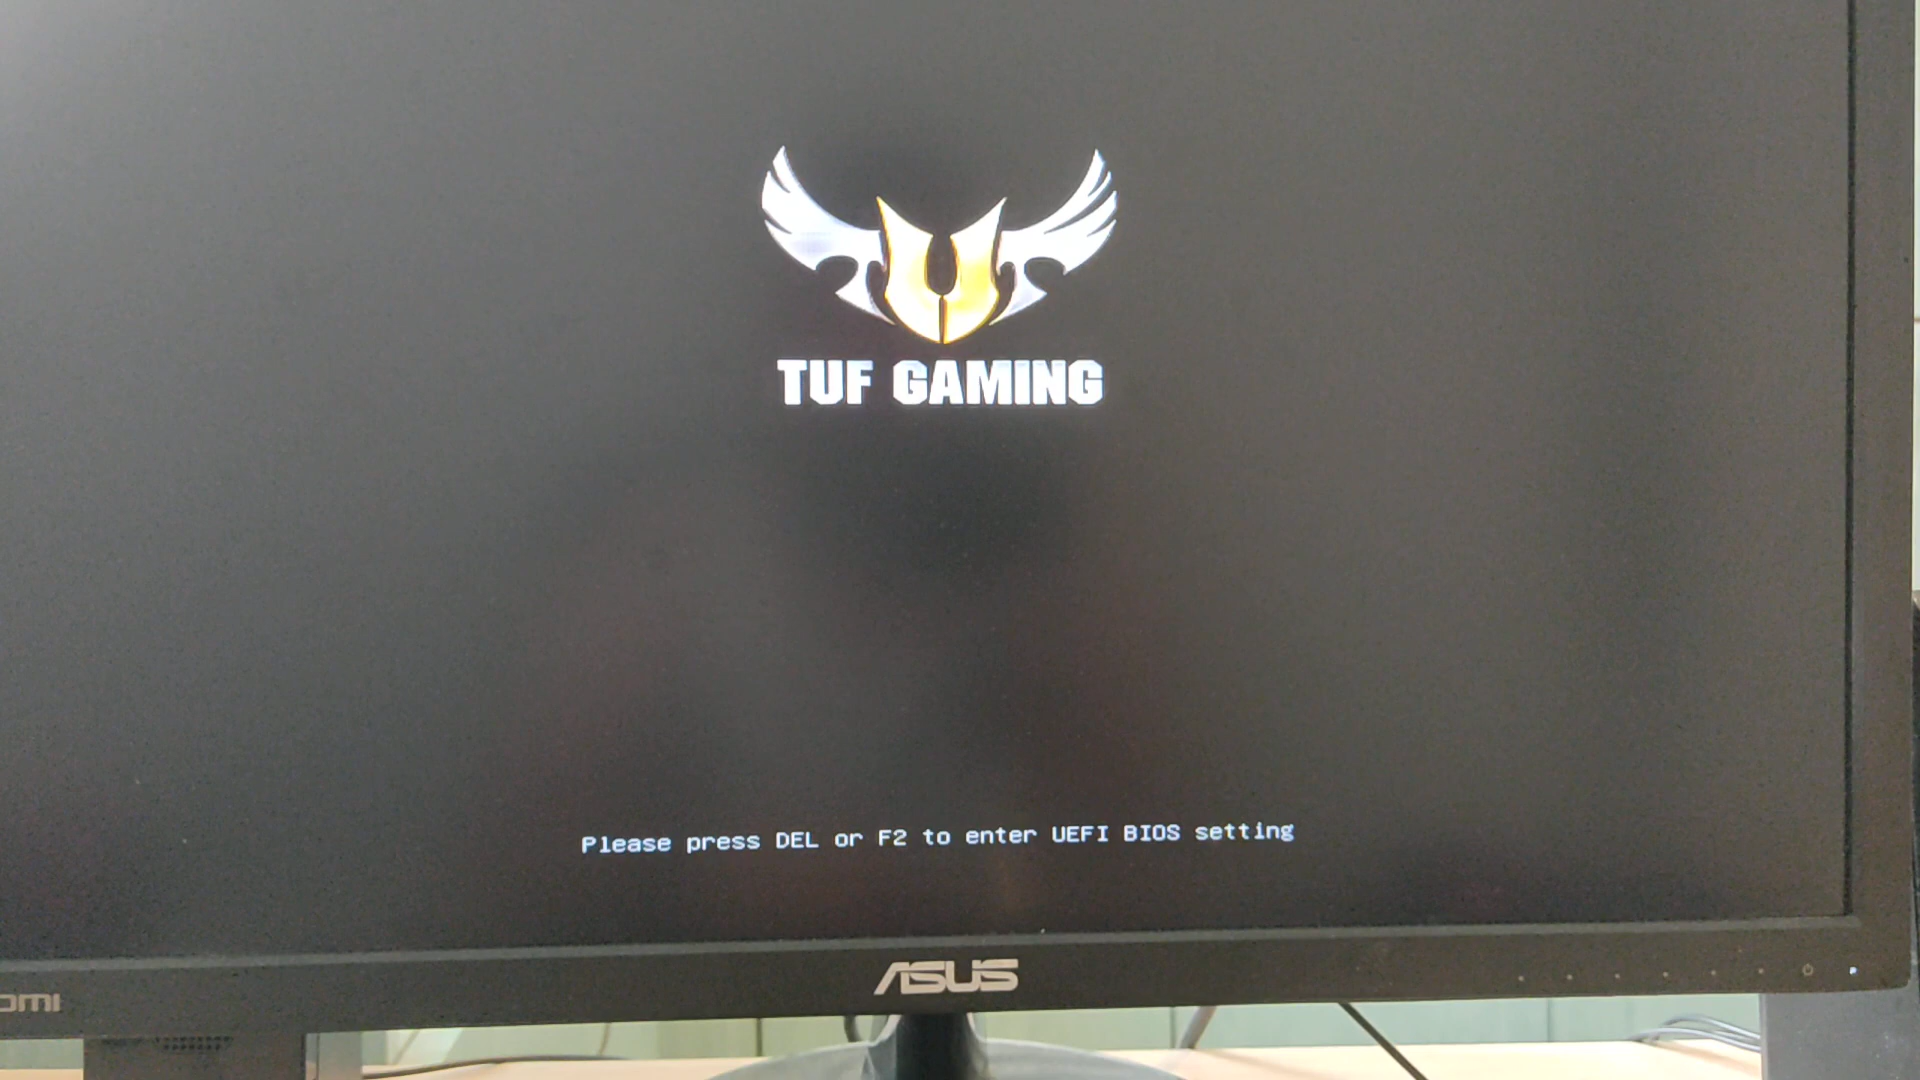 TUF GAMING
Please press DEL or F2 to enter UEFI BIOS setting
ASUS